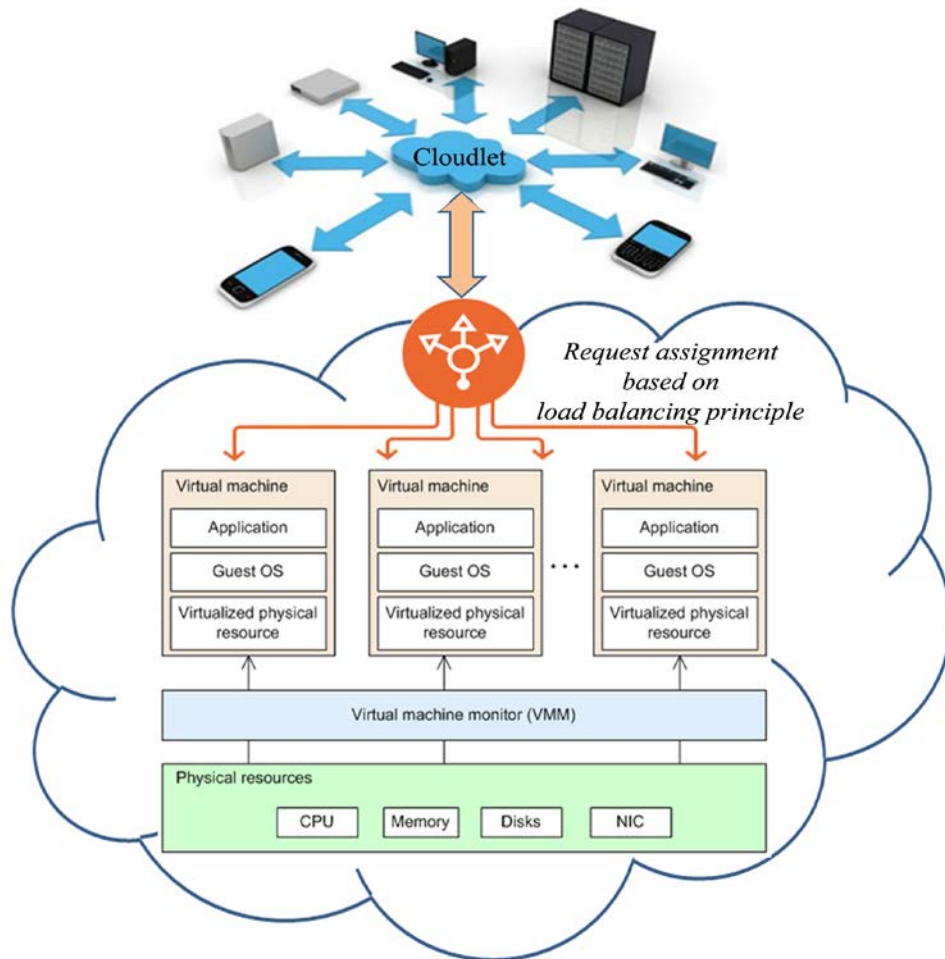 Cloudlet
Request assignment
based on
load balancing principle
Virtual machine
Application
Guest OS
Virtualized physical
resource
Virtual machine
Application
Guest OS
Virtualized physical
resource
...
Virtual machine
Application
Guest OS
Virtualized physical
resource
Virtual machine monitor (VMM)
Physical resources
CPU
Memory
Disks
NIC